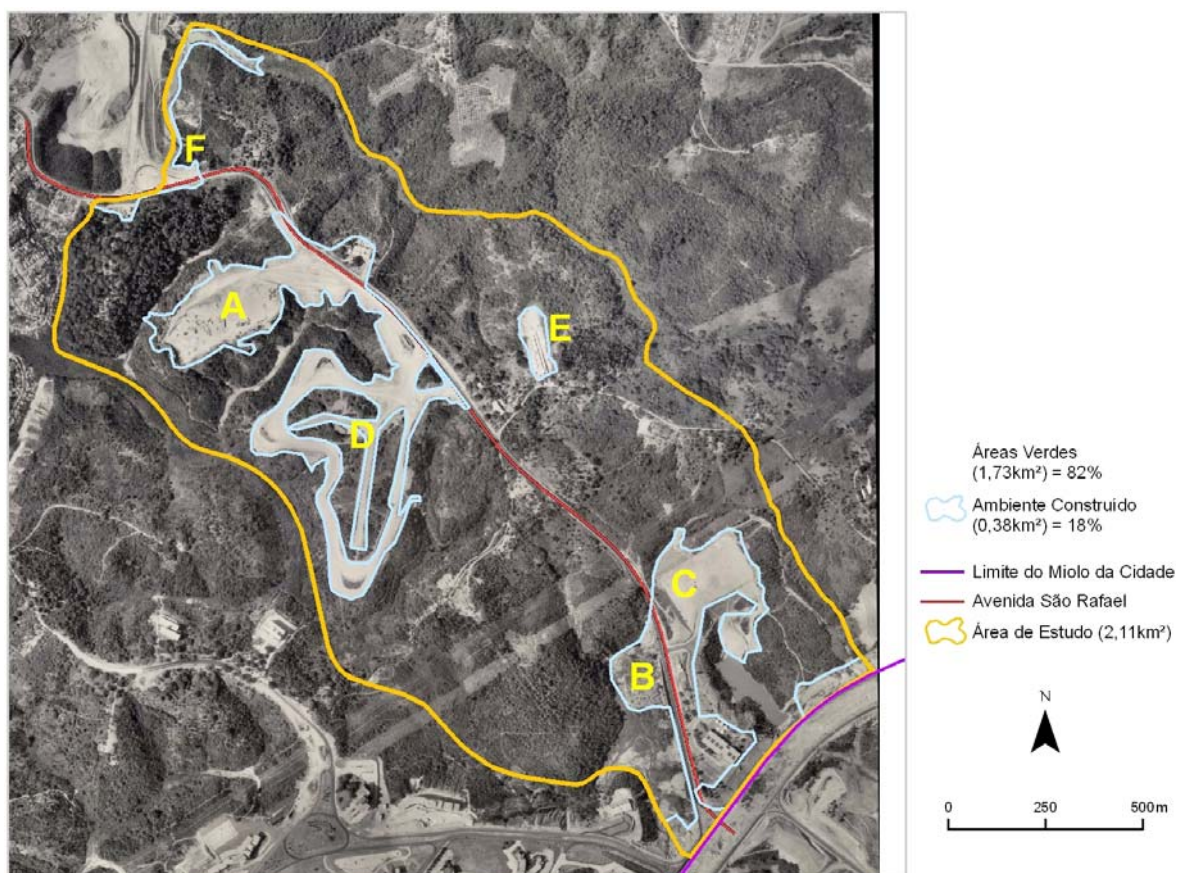 F
A
E
D
C
B
Áreas Verdes
(1,73km²) = 82%
Ambiente Construido
(0,38km²) = 18%
Limite do Miolo da Cidade
Avenida São Rafael
Área de Estudo (2,11km²)
N
0 250 500m